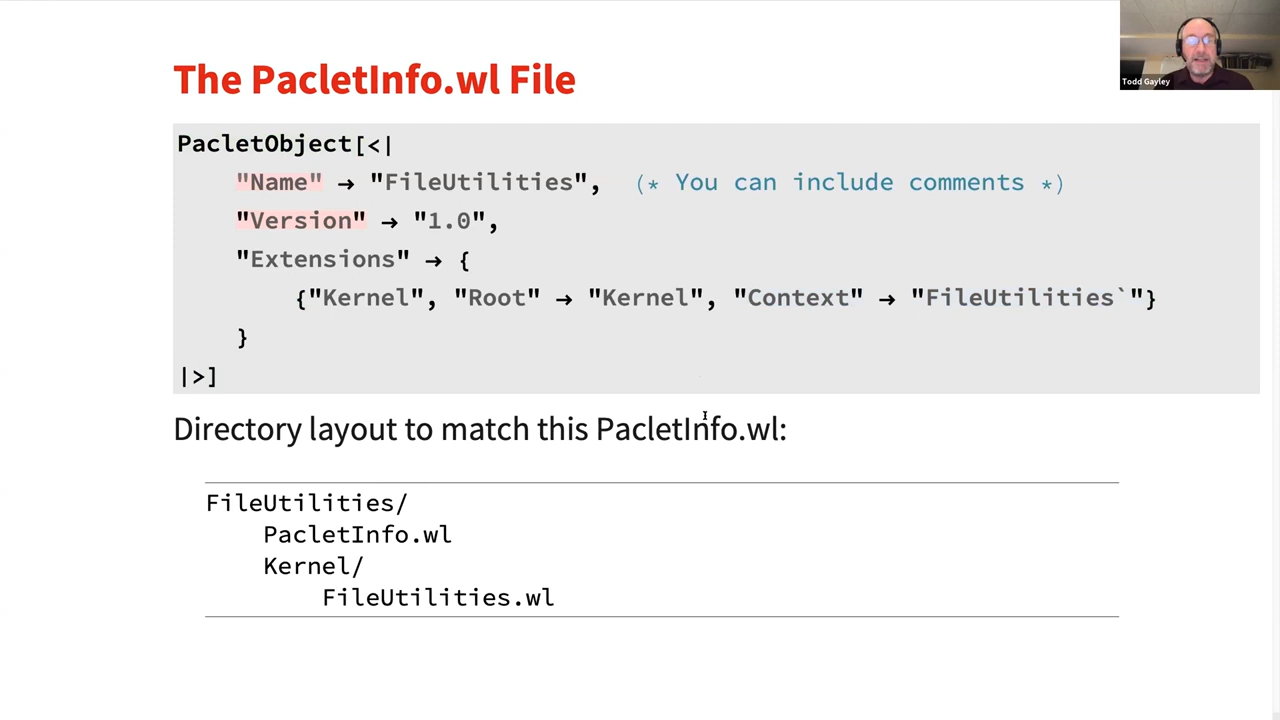 The PacletInfo.wl File
Todd Gayley
PacletObject[<|
"Name" → "FileUtilities", (* You can include comments *)
"Version" → "1.0",
"Extensions" → {
{"Kernel", "Root" → "Kernel", "Context" → "FileUtilities`"}
}
|>]
Directory layout to match this PacletInfo.wl:
FileUtilities/
PacletInfo.wl
Kernel/
FileUtilities.wl